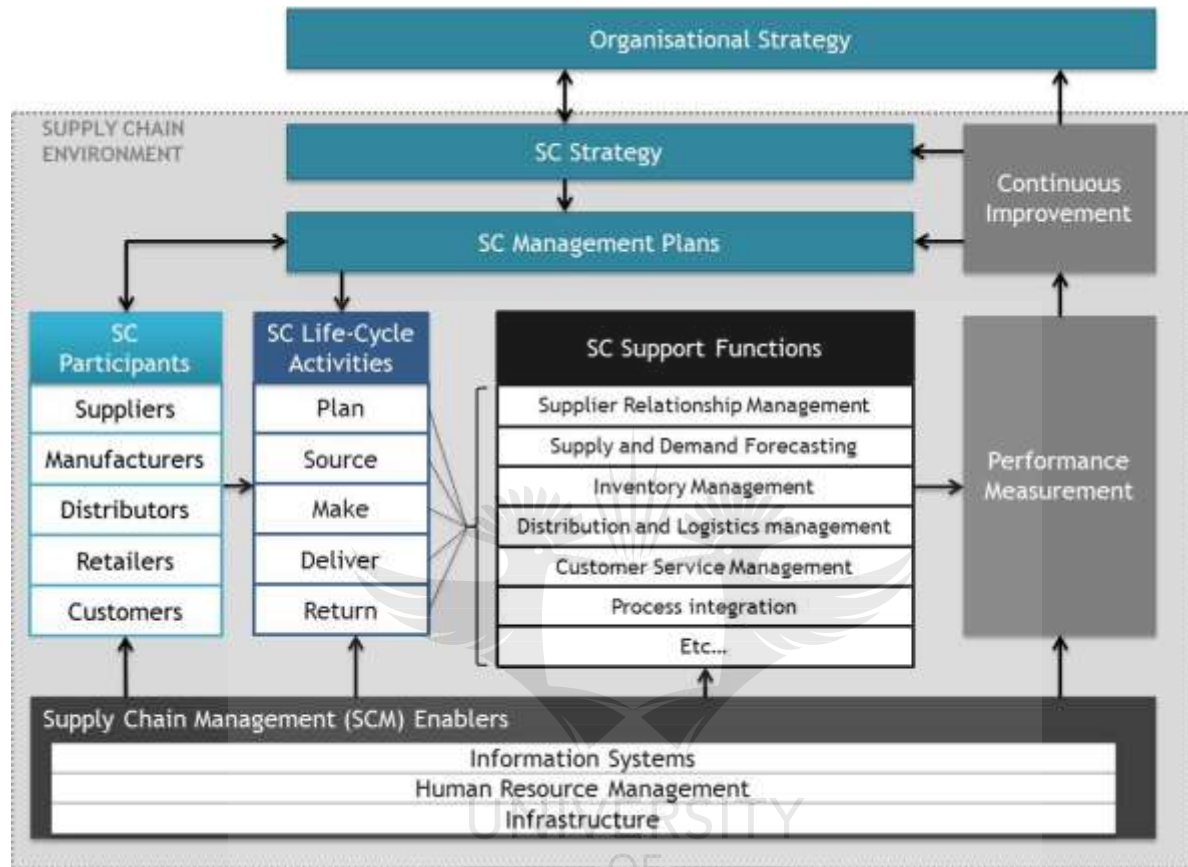 Organisational Strategy
SUPPLY CHAIN
ENVIRONMENT
SC Strategy
Continuous
Improvement
SC Management Plans
SC
Participants
Suppliers
Manufacturers
Distributors
Retailers
Customers
SC Life-Cycle
Activities
Plan
Source
Make
Deliver
Return
SC Support Functions
Supplier Relationship Management
Supply and Demand Forecasting
Inventory Management
Distribution and Logistics management
Customer Service Management
Process integration
Etc...
Performance
Measurement
Supply Chain Management (SCM) Enablers
Information Systems
Human Resource Management
Infrastructure
UNIVERSITY
OF